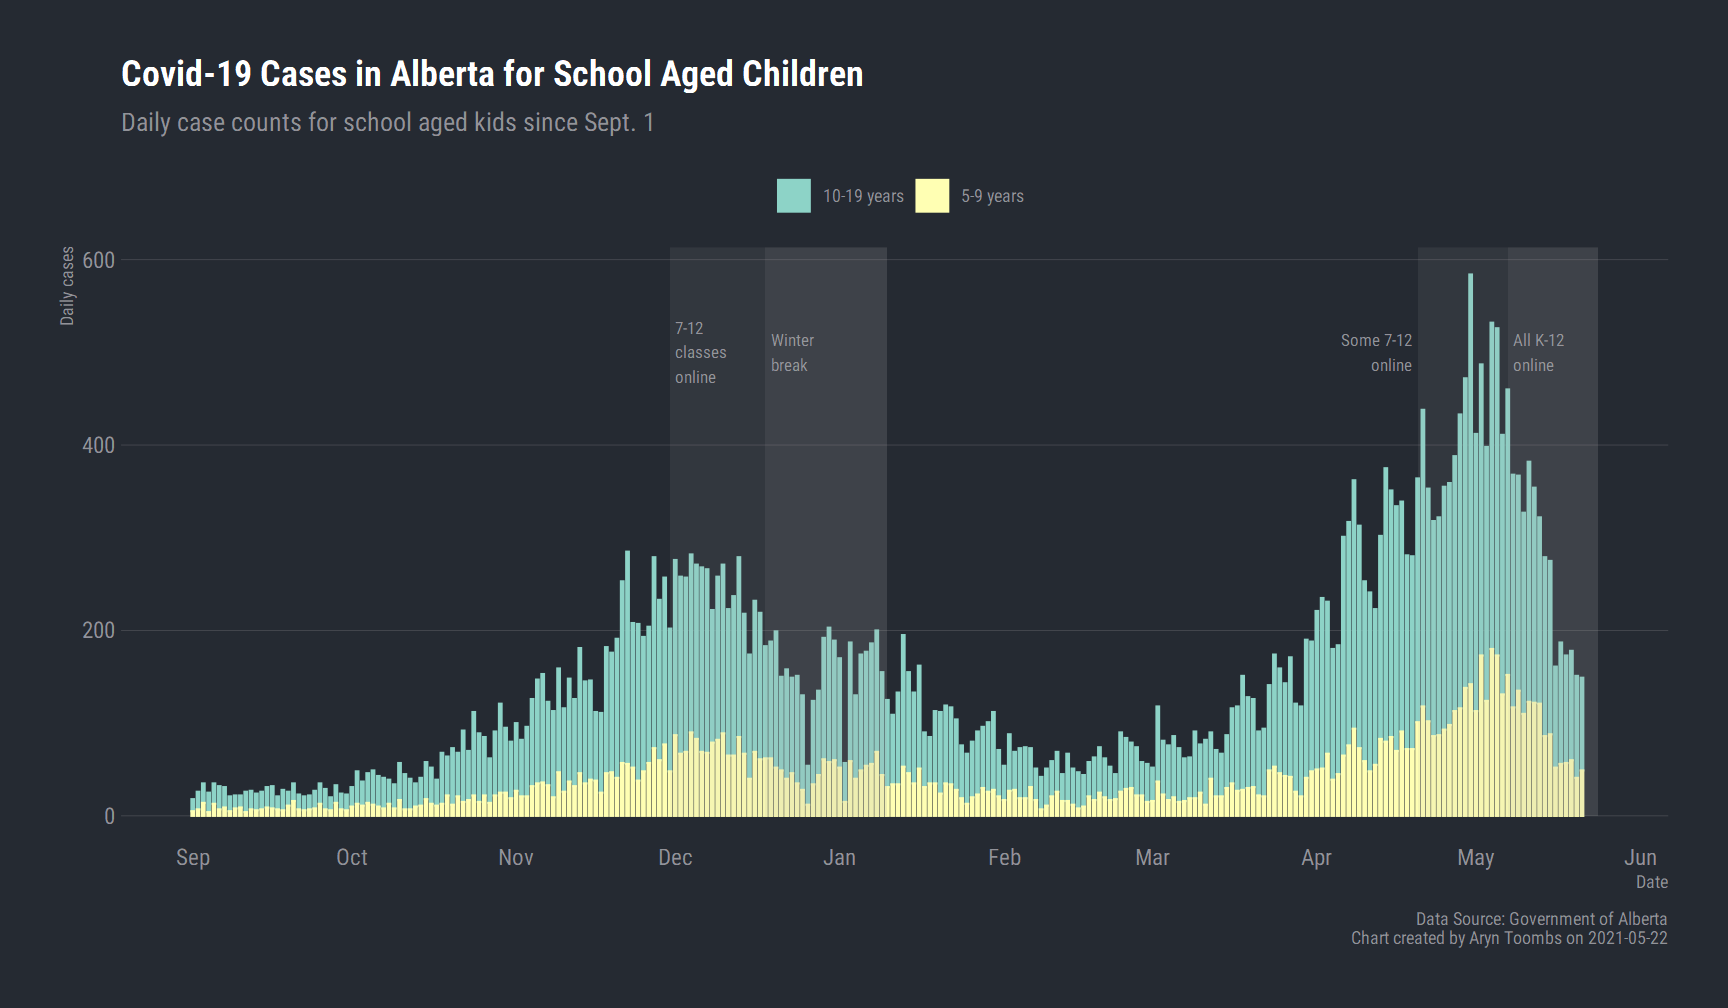 Covid-19 Cases in Alberta for School Aged Children
Daily case counts for school aged kids since Sept. 1
10-19 years
5-9 years
Daily cases
600
400
200
0
7-12
classes
online
Winter
break
Some 7-12
online
All K-12
online
Sep
Oct
Nov
Dec
Jan
Feb
Mar
Apr
May
Jun
Date
Data Source: Government of Alberta
Chart created by Aryn Toombs on 2021-05-22